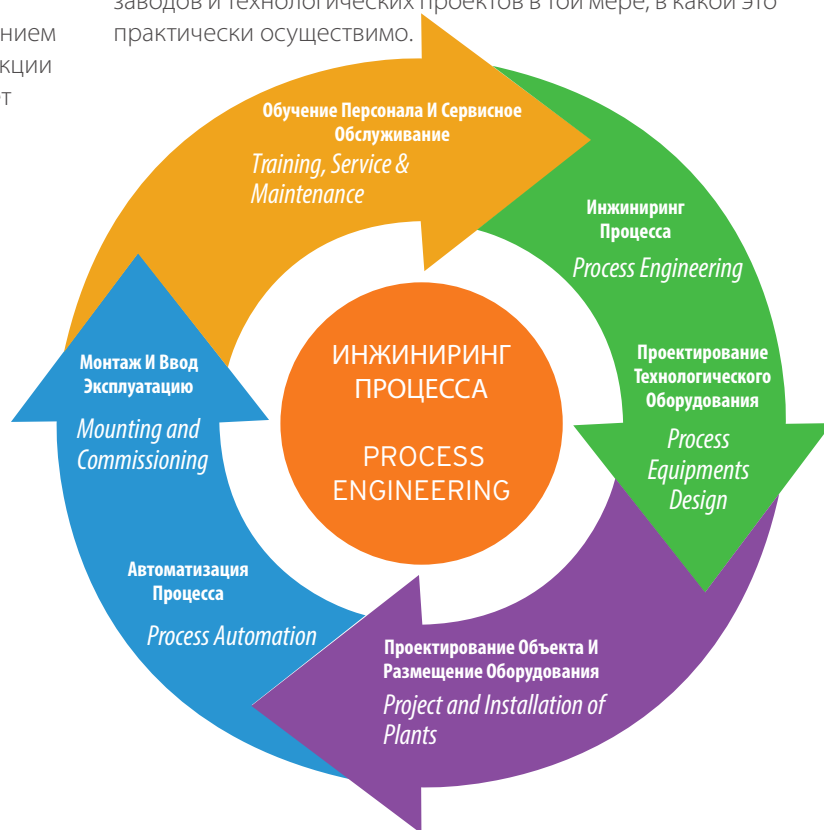 заводов и технологических проектов в той мере, в какой это
практически осуществимо.
Обучение Персонала И Сервисное
Обслуживание
Training, Service &
Maintenance
Инжиниринг
Процесса
Process Engineering
Проектирование
Технологического
Оборудования
Process
Equipments
Design
Проектирование Объекта И
Размещение Оборудования
Project and Installation of
Plants
Автоматизация
Процесса
Process Automation
Монтаж И Ввод
Эксплуатацию
Mounting and
Commissioning
ИНЖИНИРИНГ
ПРОЦЕССА
PROCESS
ENGINEERING